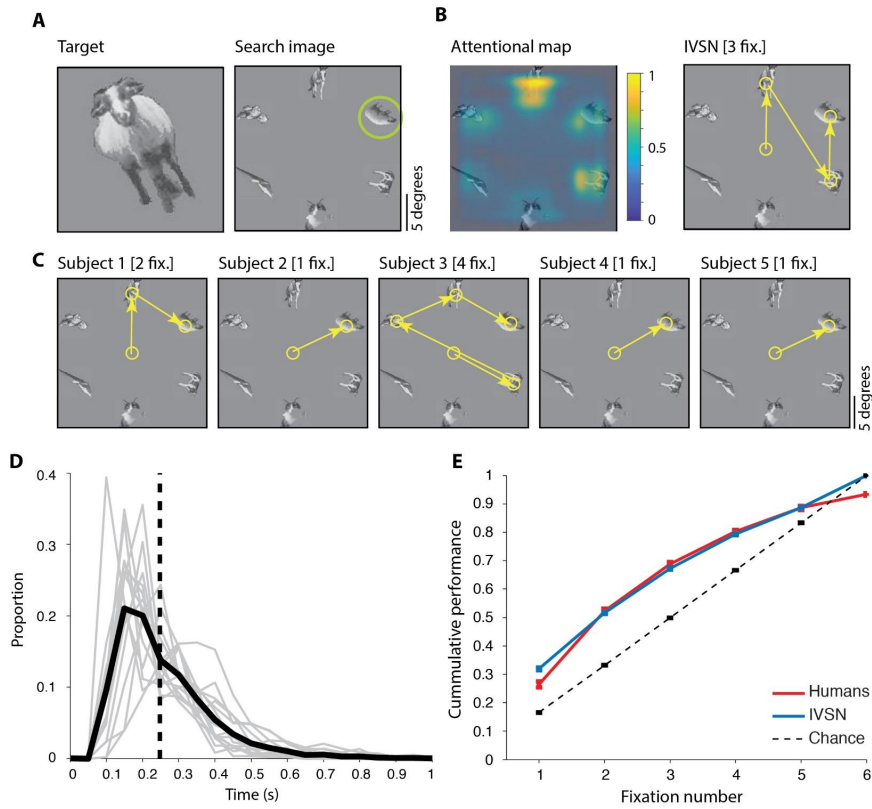 A
Target
Search image
5 degrees
B
Attentional map
1
0.5
0
IVSN [3 fix.]
C
Subject 1 [2 fix.]
Subject 2 [1 fix.]
Subject 3 [4 fix.]
Subject 4 [1 fix.]
Subject 5 [1 fix.]
5 degrees
D
0.4
0.3
0.2
0.1
0
Proportion
0 0.1 0.2 0.3 0.4 0.5 0.6 0.7 0.8 0.9 1
Time (s)
E
1
0.9
0.8
0.7
0.6
0.5
0.4
0.3
0.2
0.1
0
Cummulative performance
Humans
IVSN
Chance
1 2 3 4 5 6
Fixation number